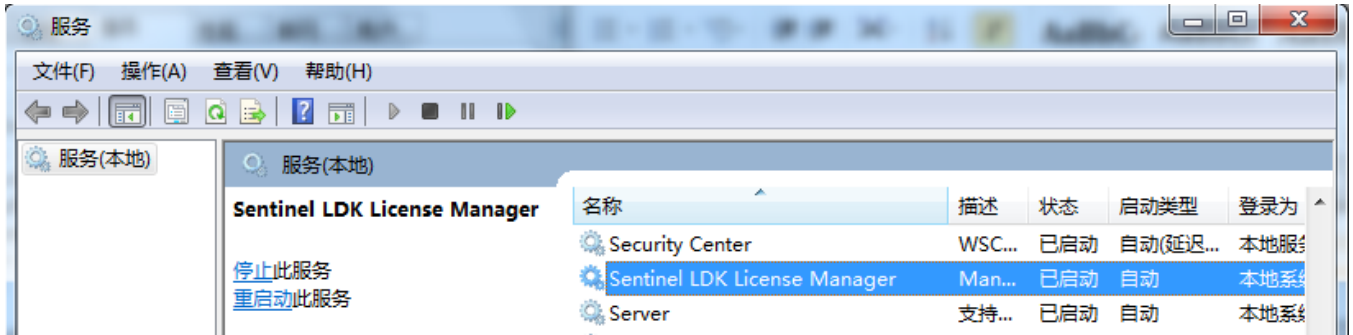 服务
文件(F) 操作(A) 查看(V) 帮助(H)
服务(本地)
服务(本地)
Sentinel LDK License Manager
停止此服务
重启动此服务
名称 描述 状态 启动类型 登录为
Security Center WSC... 已启动 自动(延迟... 本地服务
Sentinel LDK License Manager Man... 已启动 自动 本地系
Server 支持... 已启动 自动 本地系